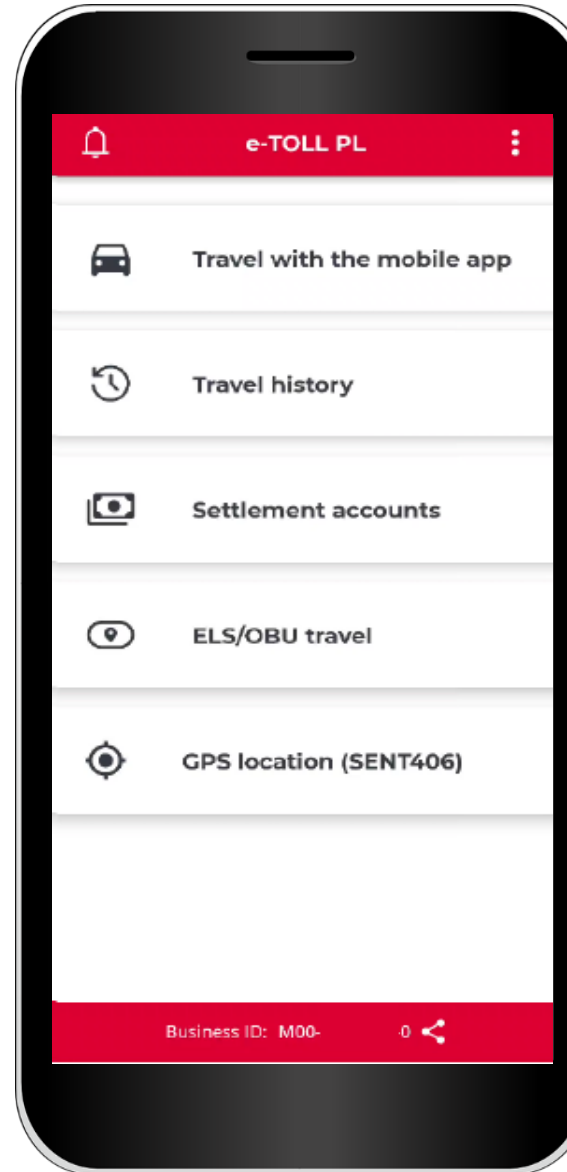 e-TOLL PL
Travel with the mobile app
Travel history
Settlement accounts
ELS/OBU travel
GPS location (SENT406)
Business ID: M00- 0